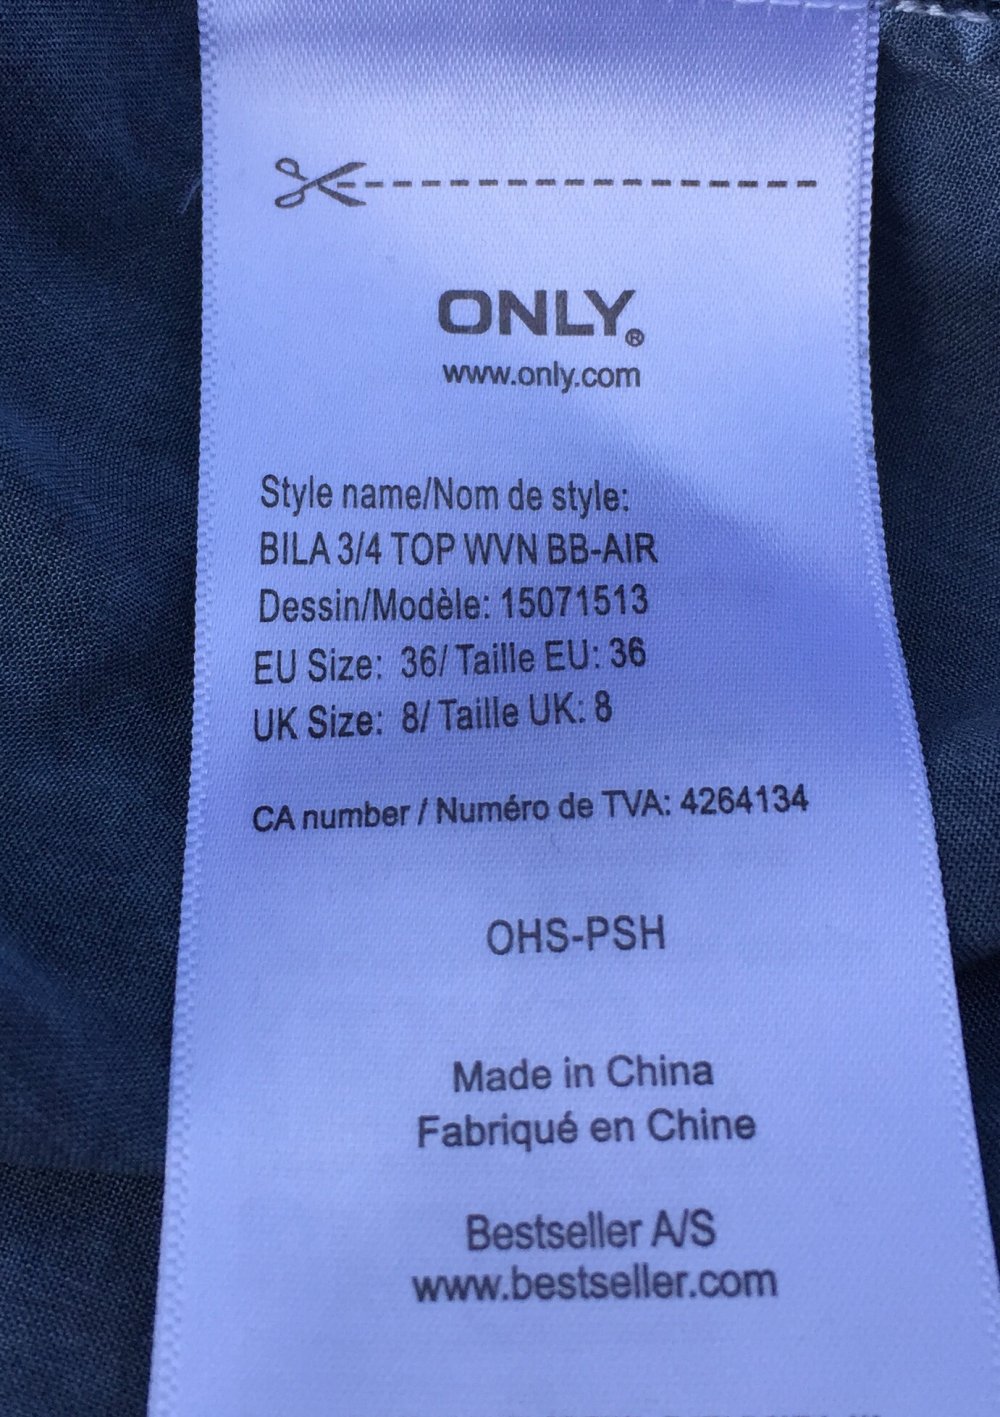 ONLY®
www.only.com
Style name/Nom de style:
BILA 3/4 TOP WVN BB-AIR
Dessin/Modèle: 15071513
EU Size: 36/ Taille EU: 36
UK Size: 8/ Taille UK: 8
CA number / Numéro de TVA: 4264134
OHS-PSH
Made in China
Fabriqué en Chine
Bestseller A/S
www.bestseller.com